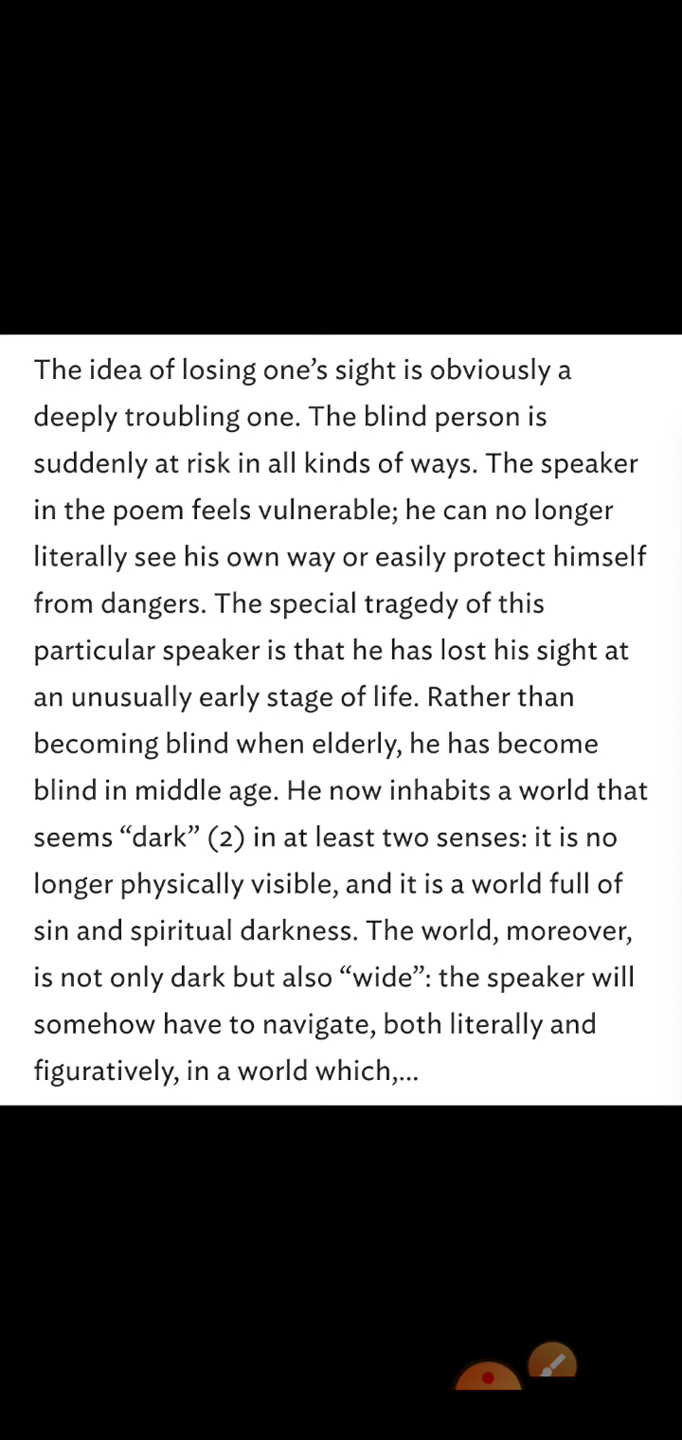 The idea of losing one’s sight is obviously a
deeply troubling one. The blind person is
suddenly at risk in all kinds of ways. The speaker
in the poem feels vulnerable; he can no longer
literally see his own way or easily protect himself
from dangers. The special tragedy of this
particular speaker is that he has lost his sight at
an unusually early stage of life. Rather than
becoming blind when elderly, he has become
blind in middle age. He now inhabits a world that
seems “dark” (2) in at least two senses: it is no
longer physically visible, and it is a world full of
sin and spiritual darkness. The world, moreover,
is not only dark but also “wide”: the speaker will
somehow have to navigate, both literally and
figuratively, in a world which,...